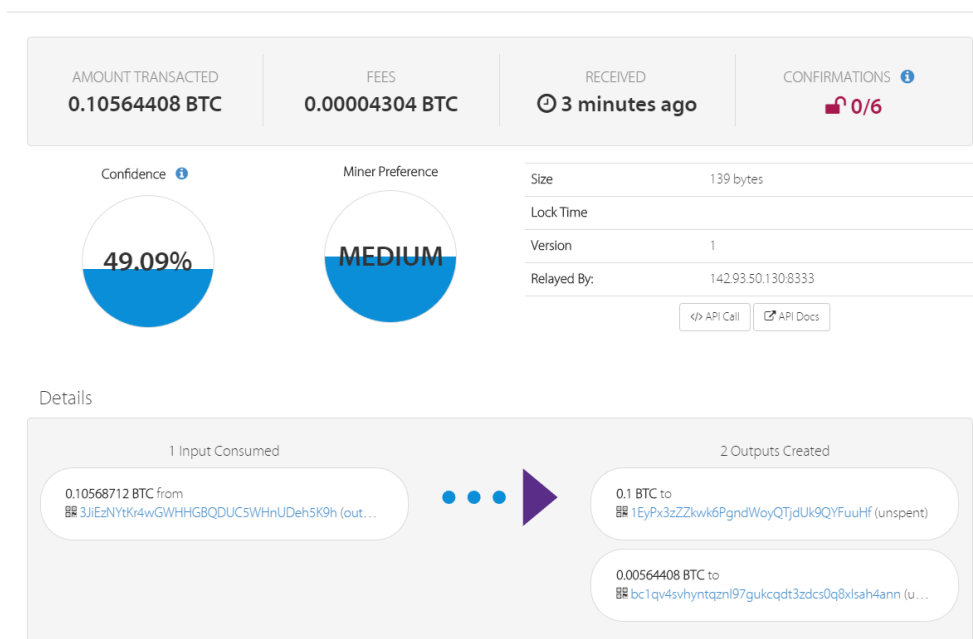 AMOUNT TRANSACTED
0.10564408 BTC
FEES
0.00004304 BTC
RECEIVED
3 minutes ago
CONFIRMATIONS
0/6
Confidence
49.09%
Miner Preference
MEDIUM
Size 139 bytes
Lock Time
Version 1
Relayed By: 142.93.50.130:8333
</> API Call
API Docs
Details
1 Input Consumed
0.10568712 BTC from
3JiEzNYtKr4wGWHHGBQDUC5WHnUDeh5K9h (out...
2 Outputs Created
0.1 BTC to
1EyPx3zZZkwk6PgndWoyQTjdUk9QYFuuHf (unspent)
0.00564408 BTC to
bc1qv4svhyntqznl97gukcqdt3zdcs0q8xlsah4ann (u...